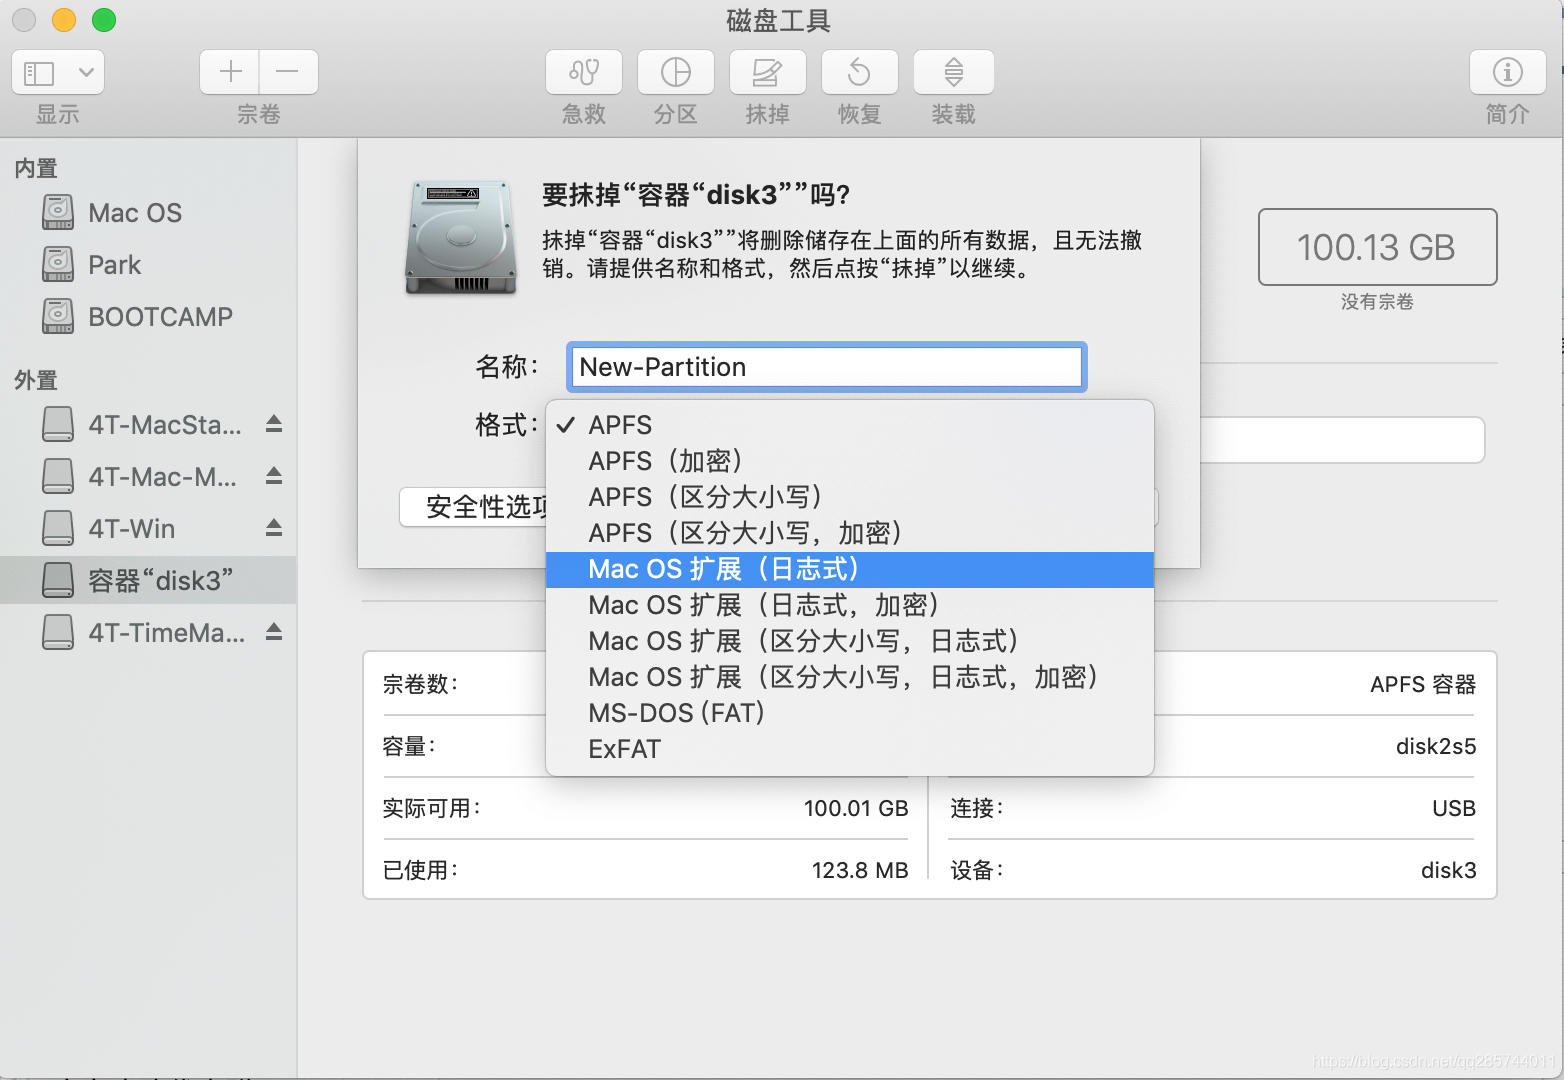 磁盘工具
显示
宗卷
急救
分区
抹掉
恢复
装载
简介
内置
Mac OS
Park
BOOTCAMP
外置
4T-MacSta...
4T-Mac-M...
4T-Win
容器“disk3”
4T-TimeMa...
要抹掉“容器“disk3””吗?
抹掉“容器“disk3””将删除储存在上面的所有数据，且无法撤
销。请提供名称和格式，然后点按“抹掉”以继续。
名称： New-Partition
格式： ✓ APFS
APFS（加密）
APFS（区分大小写）
APFS（区分大小写，加密）
Mac OS 扩展（日志式）
Mac OS 扩展（日志式，加密）
Mac OS 扩展（区分大小写，日志式）
Mac OS 扩展（区分大小写，日志式，加密）
MS-DOS (FAT)
ExFAT
安全性选项
100.13 GB
没有宗卷
宗卷数：
APFS 容器
容量：
disk2s5
实际可用： 100.01 GB
连接： USB
已使用： 123.8 MB
设备： disk3
https://blog.csdn.net/qq285744011